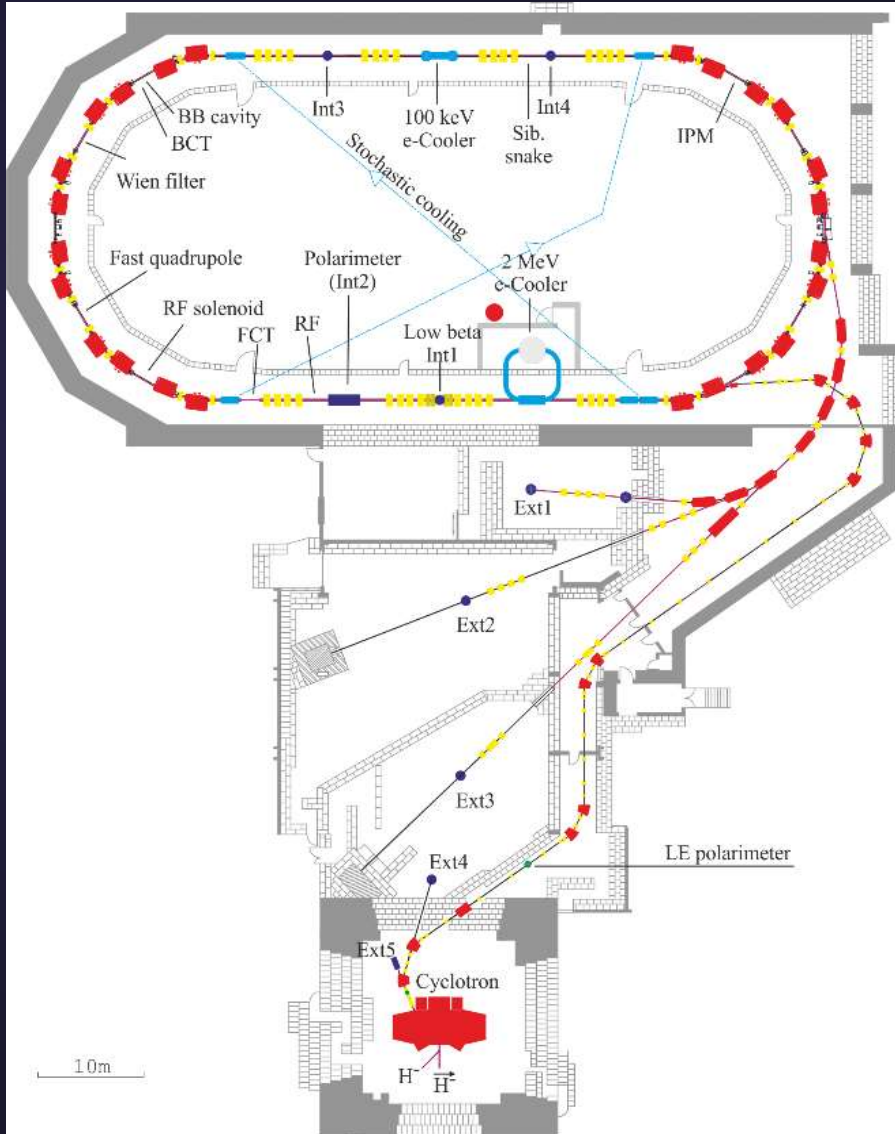 Int3
100 keV
e-Cooler
Sib.
snake
Int4
IPM
BB cavity
BCT
Wien filter
Stochastic cooling
Fast quadrupole
RF solenoid
FCT
RF
Polarimeter
(Int2)
Low beta
Int1
2 MeV
e-Cooler
Ext1
Ext2
Ext3
Ext4
LE polarimeter
Ext5
Cyclotron
H⁻
H⃗⁻
10m